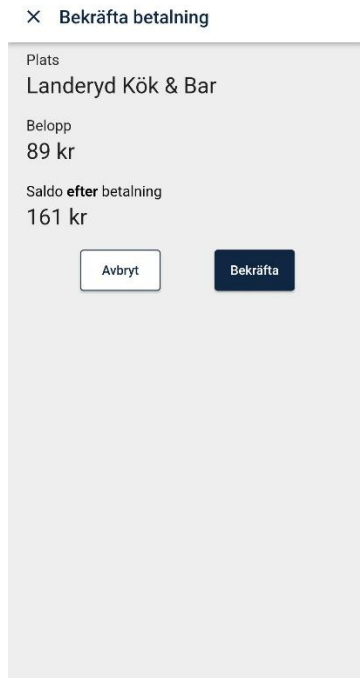 × Bekräfta betalning
Plats
Landeryd Kök & Bar
Belopp
89 kr
Saldo efter betalning
161 kr
Avbryt Bekräfta